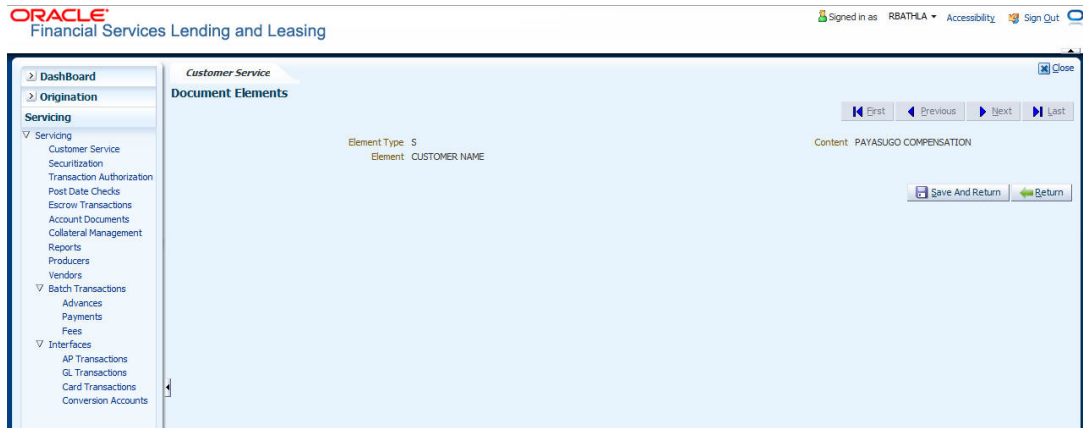 ORACLE
Financial Services Lending and Leasing
Signed in as RBATHLA Accessibility Sign Out
DashBoard
Origination
Servicing
Servicing
Customer Service
Securitization
Transaction Authorization
Post Date Checks
Escrow Transactions
Account Documents
Collateral Management
Reports
Producers
Vendors
Batch Transactions
Advances
Payments
Fees
Interfaces
AP Transactions
GL Transactions
Card Transactions
Conversion Accounts
Customer Service
Close
Document Elements
First Previous Next Last
Element Type S
Element CUSTOMER NAME
Content PAYASUGO COMPENSATION
Save And Return Return